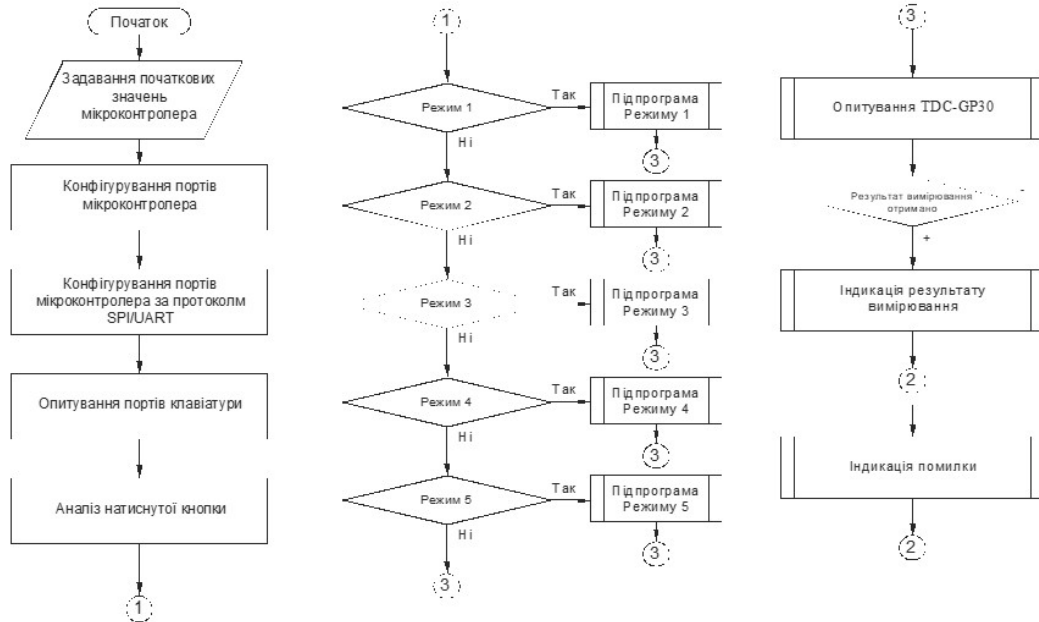 Початок
Задавання початкових
значень
мікроконтролера
Конфігурування портів
мікроконтролера
Конфігурування портів
мікроконтролера за протоколм
SPI/UART
Опитування портів клавіатури
Аналіз натиснутої кнопки
1
1
Режим 1
Так
Підпрограма
Режиму 1
Ні
3
Режим 2
Так
Підпрограма
Режиму 2
Ні
3
Режим 3
Так
Підпрограма
Режиму 3
Ні
3
Режим 4
Так
Підпрограма
Режиму 4
Ні
3
Режим 5
Так
Підпрограма
Режиму 5
Ні
3
3
3
Опитування TDC-GP30
Результат вимірювання
отримано
+
Індикація результату
вимірювання
2
Індикація помилки
2